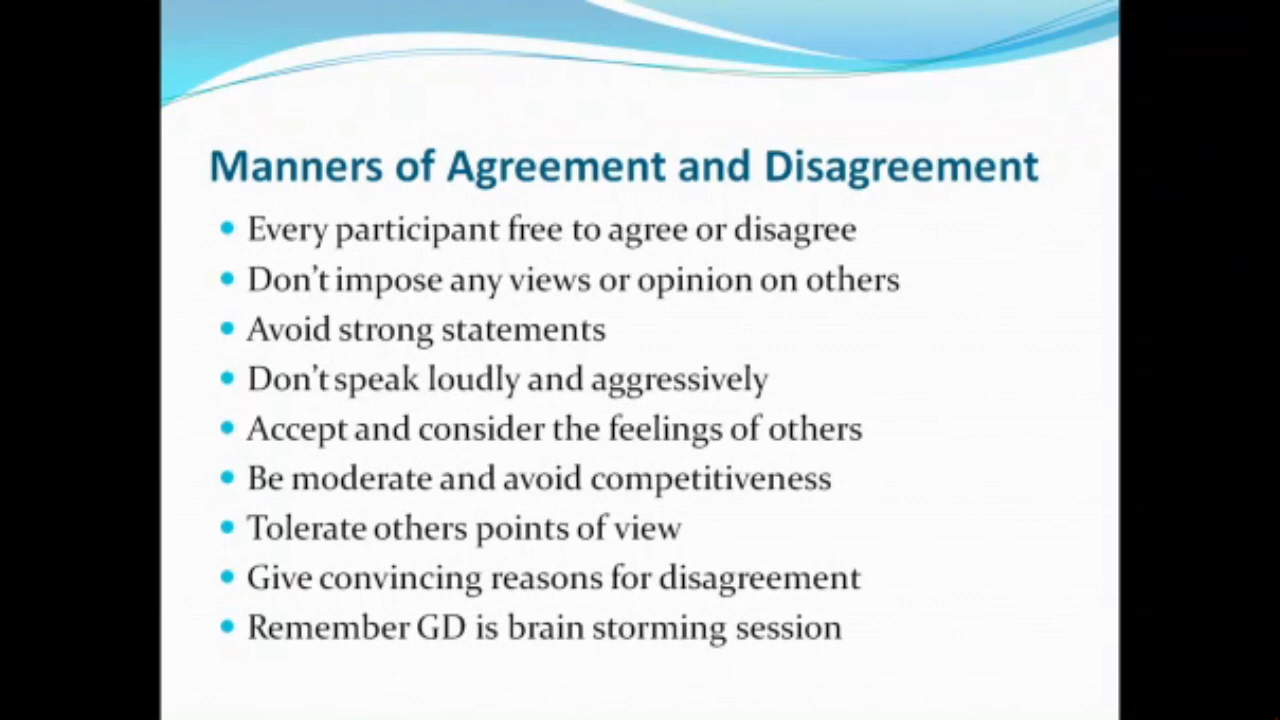 Manners of Agreement and Disagreement
• Every participant free to agree or disagree
• Don't impose any views or opinion on others
• Avoid strong statements
• Don't speak loudly and aggressively
• Accept and consider the feelings of others
• Be moderate and avoid competitiveness
• Tolerate others points of view
• Give convincing reasons for disagreement
• Remember GD is brain storming session